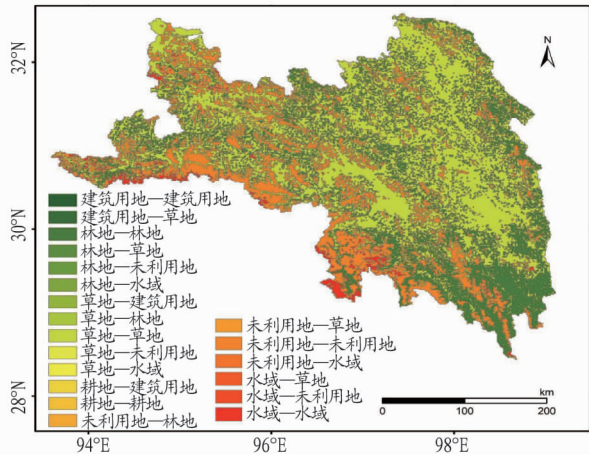 32°N
30°N
28°N
N
建筑用地—建筑用地
建筑用地—草地
林地—林地
林地—草地
林地—未利用地
林地—水域
草地—建筑用地
草地—林地
草地—草地
草地—未利用地
草地—水域
耕地—建筑用地
耕地—耕地
未利用地—林地
未利用地—草地
未利用地—未利用地
未利用地—水域
水域—草地
水域—未利用地
水域—水域
km
0 100 200
94°E 96°E 98°E